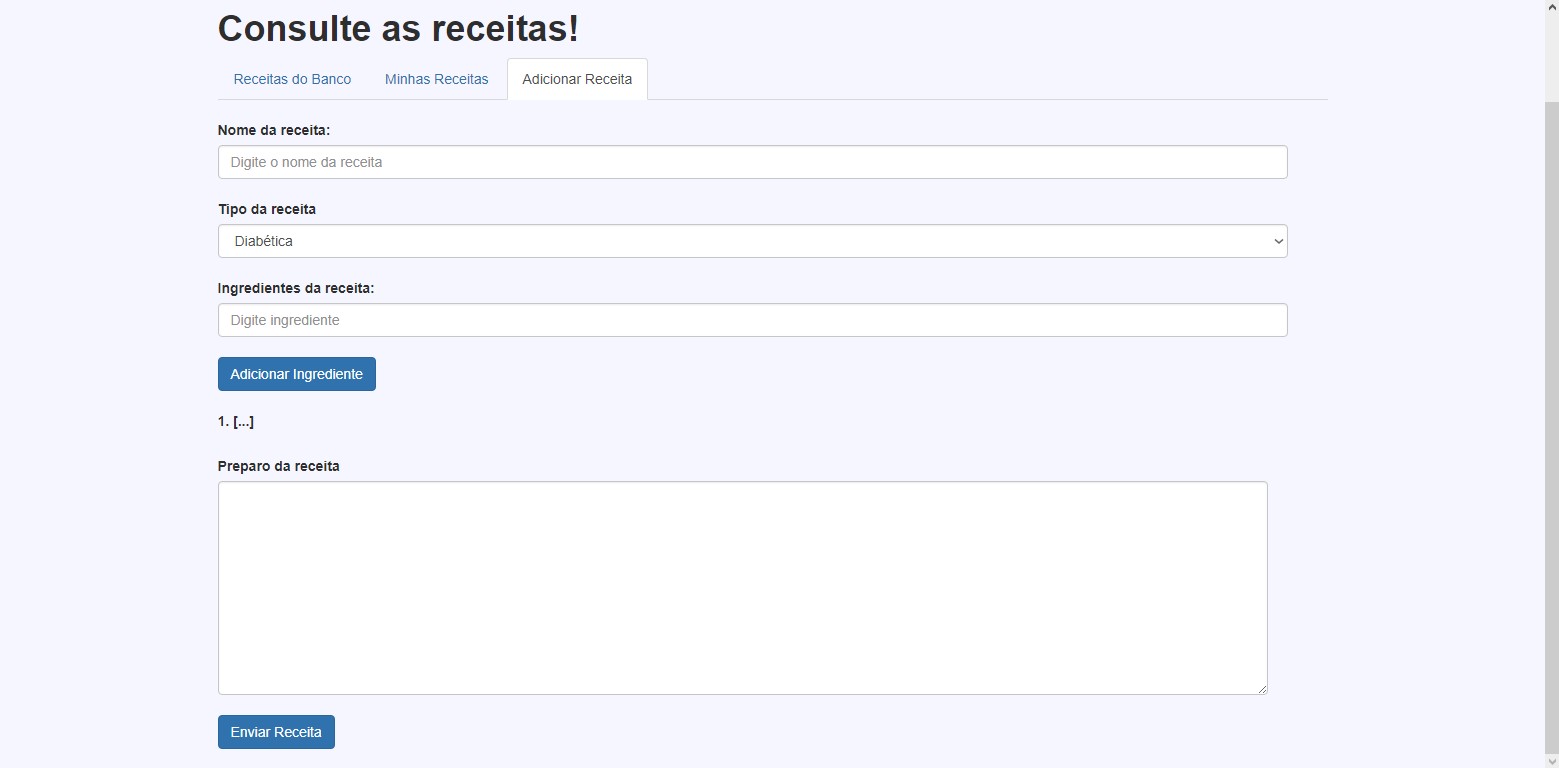 Consulte as receitas!
Receitas do Banco Minhas Receitas Adicionar Receita
Nome da receita:
Digite o nome da receita
Tipo da receita
Diabética
Ingredientes da receita:
Digite ingrediente
Adicionar Ingrediente
1. [...]
Preparo da receita
Enviar Receita